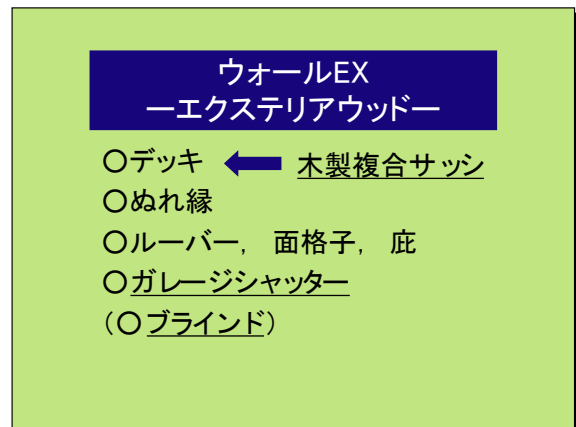 ウォールEX
ーエクステリアウッドー
○デッキ ← 木製複合サッシ
○ぬれ縁
○ルーバー, 面格子, 庇
○ガレージシャッター
(○ブラインド)